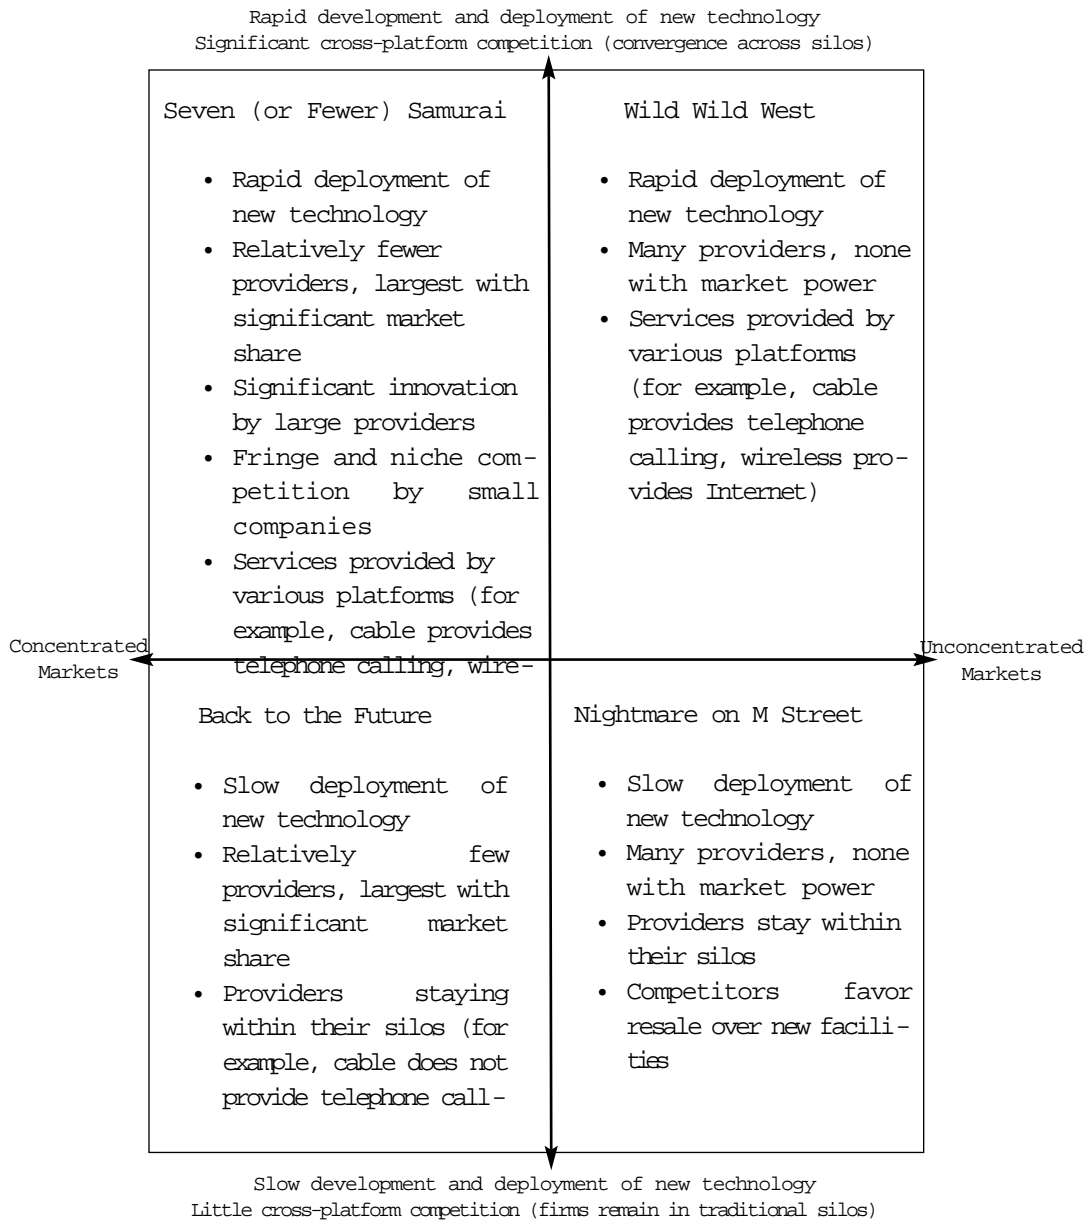 Rapid development and deployment of new technology
Significant cross-platform competition (convergence across silos)
Seven (or Fewer) Samurai
• Rapid deployment of
new technology
• Relatively fewer
providers, largest with
significant market
share
• Significant innovation
by large providers
• Fringe and niche com-
petition by small
companies
• Services provided by
various platforms (for
example, cable provides
telephone calling, wire-
Wild Wild West
• Rapid deployment of
new technology
• Many providers, none
with market power
• Services provided by
various platforms
(for example, cable
provides telephone
calling, wireless pro-
vides Internet)
Concentrated
Markets
Unconcentrated
Markets
Back to the Future
• Slow deployment of
new technology
• Relatively few
providers, largest with
significant market
share
• Providers staying
within their silos (for
example, cable does not
provide telephone call-
Nightmare on M Street
• Slow deployment of
new technology
• Many providers, none
with market power
• Providers stay within
their silos
• Competitors favor
resale over new facili-
ties
Slow development and deployment of new technology
Little cross-platform competition (firms remain in traditional silos)